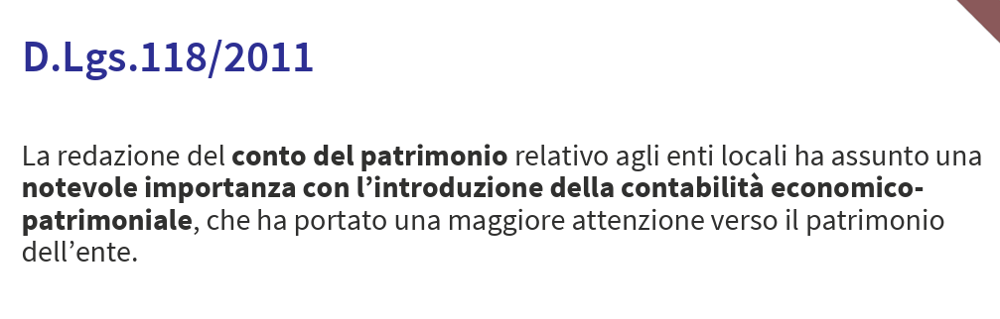 D.Lgs.118/2011
La redazione del conto del patrimonio relativo agli enti locali ha assunto una
notevole importanza con l’introduzione della contabilità economico-
patrimoniale, che ha portato una maggiore attenzione verso il patrimonio
dell’ente.